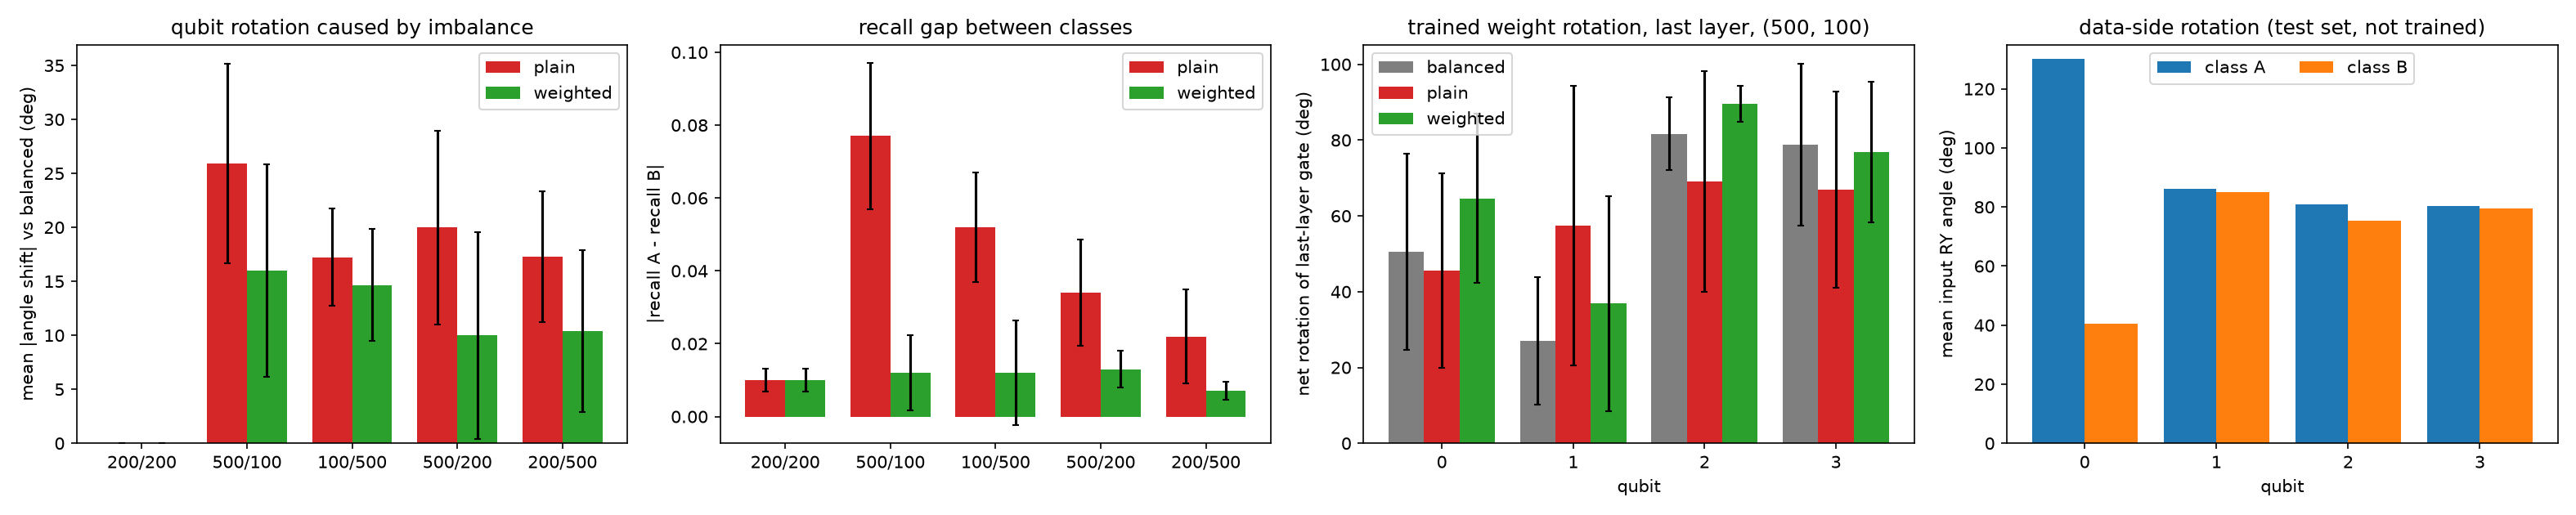 qubit rotation caused by imbalance
mean |angle shift| vs balanced (deg)
35
30
25
20
15
10
5
0
plain
weighted
200/200 500/100 100/500 500/200 200/500
recall gap between classes
|recall A - recall B|
0.10
0.08
0.06
0.04
0.02
0.00
plain
weighted
200/200 500/100 100/500 500/200 200/500
trained weight rotation, last layer, (500, 100)
net rotation of last-layer gate (deg)
100
80
60
40
20
0
balanced
plain
weighted
0 1 2 3
qubit
data-side rotation (test set, not trained)
mean input RY angle (deg)
120
100
80
60
40
20
0
class A class B
0 1 2 3
qubit